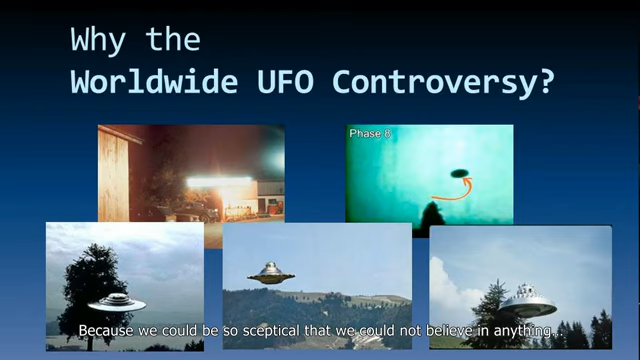 Why the
Worldwide UFO Controversy?
Phase 8
Because we could be so sceptical that we could not believe in anything...